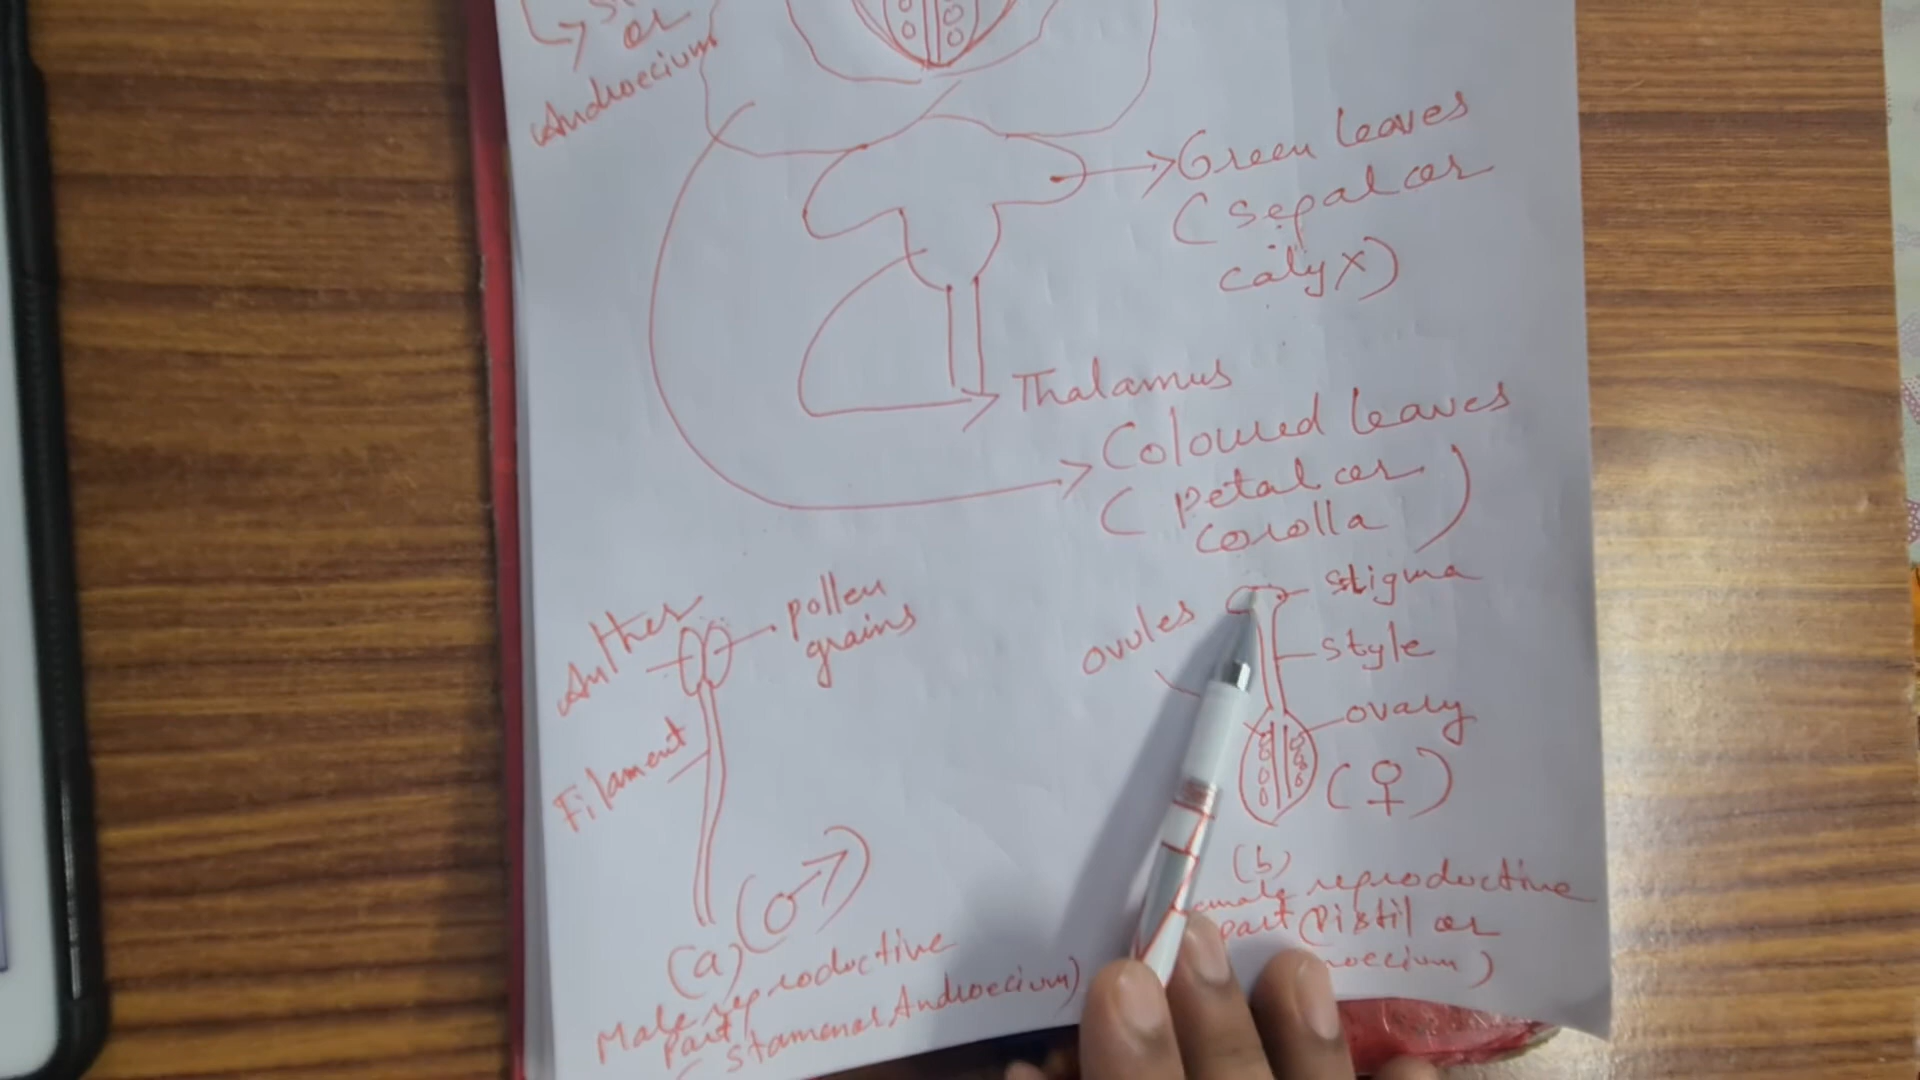 or
Androecium
Green leaves
(sepal or
calyx)
Thalamus
Coloured leaves
(petal or
corolla)
Anther
pollen
grains
Filament
(♂)
(a)
Male reproductive
part
(stamen or Androecium)
ovules
stigma
style
ovary
(♀)
(b)
reproductive
part (Pistil or